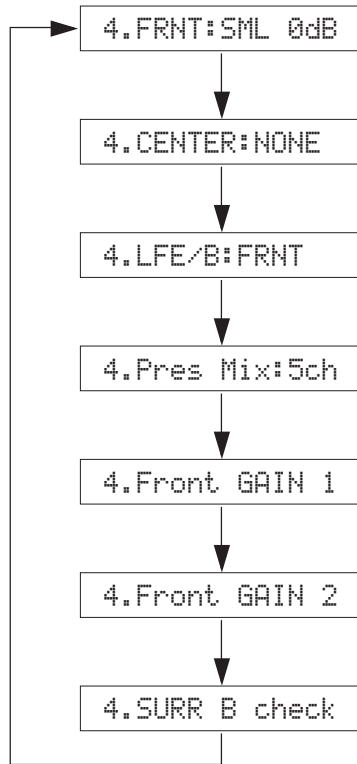 4.FRNT:SML 0dB
4.CENTER:NONE
4.LFE/B:FRNT
4.Pres Mix:5ch
4.Front GAIN 1
4.Front GAIN 2
4.SURR B check